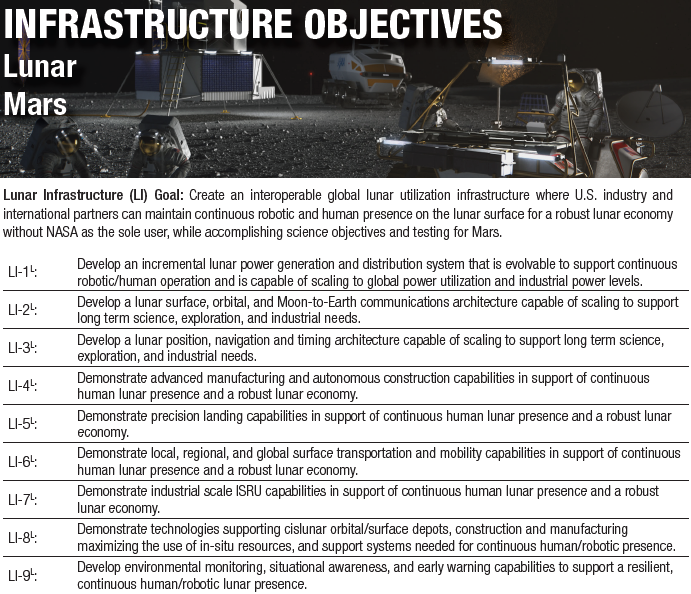 INFRASTRUCTURE OBJECTIVES
Lunar
Mars
Lunar Infrastructure (LI) Goal: Create an interoperable global lunar utilization infrastructure where U.S. industry and
international partners can maintain continuous robotic and human presence on the lunar surface for a robust lunar economy
without NASA as the sole user, while accomplishing science objectives and testing for Mars.
LI-1ᴸ: Develop an incremental lunar power generation and distribution system that is evolvable to support continuous
robotic/human operation and is capable of scaling to global power utilization and industrial power levels.
LI-2ᴸ: Develop a lunar surface, orbital, and Moon-to-Earth communications architecture capable of scaling to support
long term science, exploration, and industrial needs.
LI-3ᴸ: Develop a lunar position, navigation and timing architecture capable of scaling to support long term science,
exploration, and industrial needs.
LI-4ᴸ: Demonstrate advanced manufacturing and autonomous construction capabilities in support of continuous
human lunar presence and a robust lunar economy.
LI-5ᴸ: Demonstrate precision landing capabilities in support of continuous human lunar presence and a robust lunar
economy.
LI-6ᴸ: Demonstrate local, regional, and global surface transportation and mobility capabilities in support of continuous
human lunar presence and a robust lunar economy.
LI-7ᴸ: Demonstrate industrial scale ISRU capabilities in support of continuous human lunar presence and a robust
lunar economy.
LI-8ᴸ: Demonstrate technologies supporting cislunar orbital/surface depots, construction and manufacturing
maximizing the use of in-situ resources, and support systems needed for continuous human/robotic presence.
LI-9ᴸ: Develop environmental monitoring, situational awareness, and early warning capabilities to support a resilient,
continuous human/robotic lunar presence.